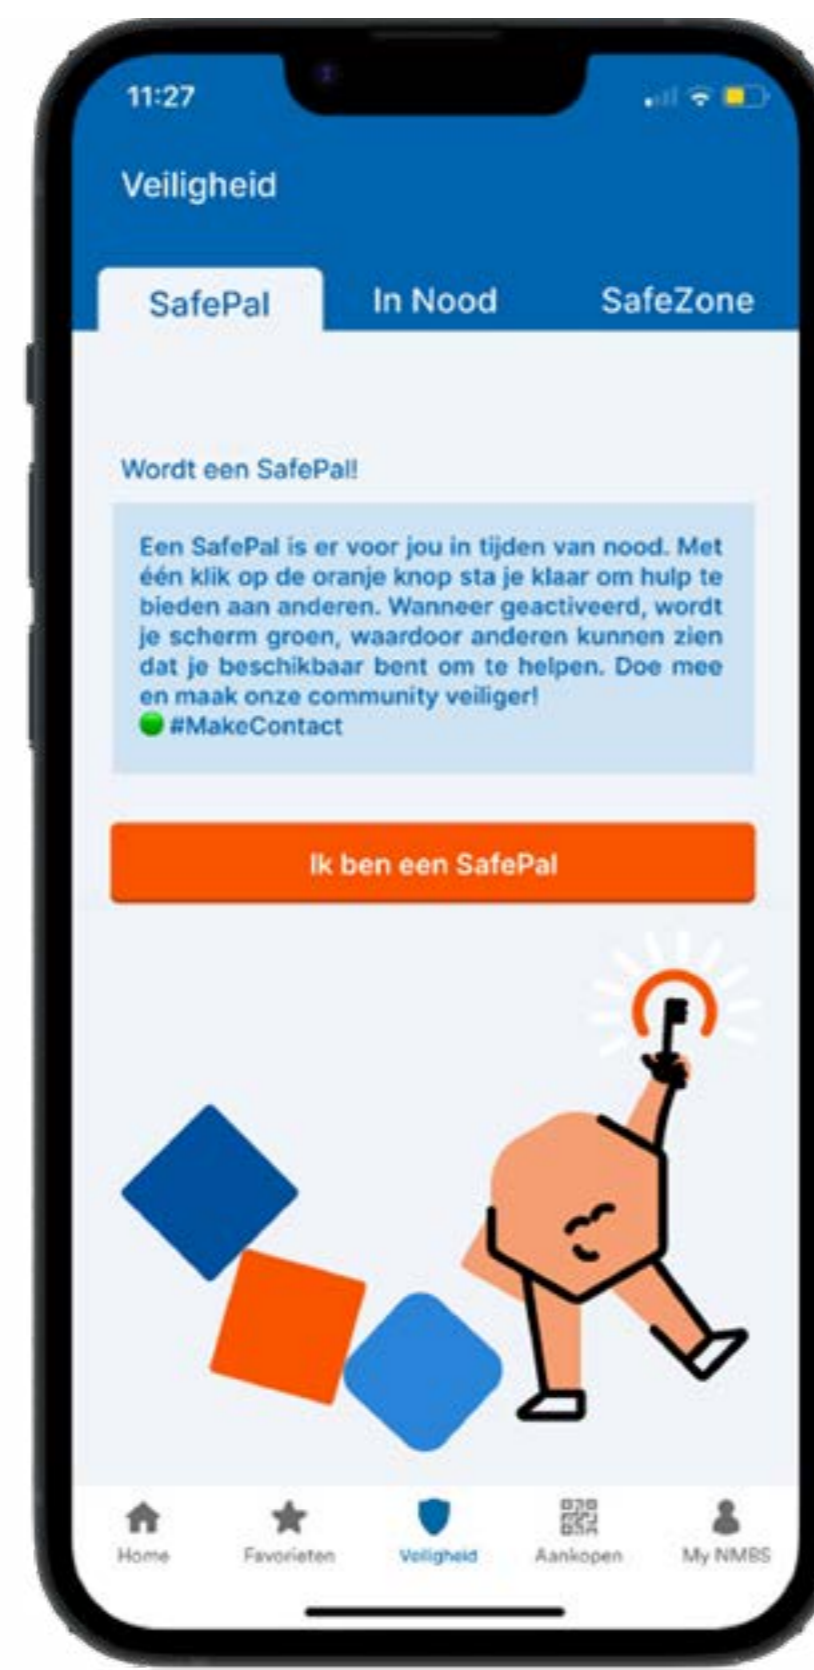 11:27
Veiligheid
SafePal
In Nood
SafeZone
Wordt een SafePal!
Een SafePal is er voor jou in tijden van nood. Met
één klik op de oranje knop sta je klaar om hulp te
bieden aan anderen. Wanneer geactiveerd, wordt
je scherm groen, waardoor anderen kunnen zien
dat je beschikbaar bent om te helpen. Doe mee
en maak onze community veiliger!
#MakeContact
Ik ben een SafePal
Home
Favorieten
Veiligheid
Aankopen
My NMBS